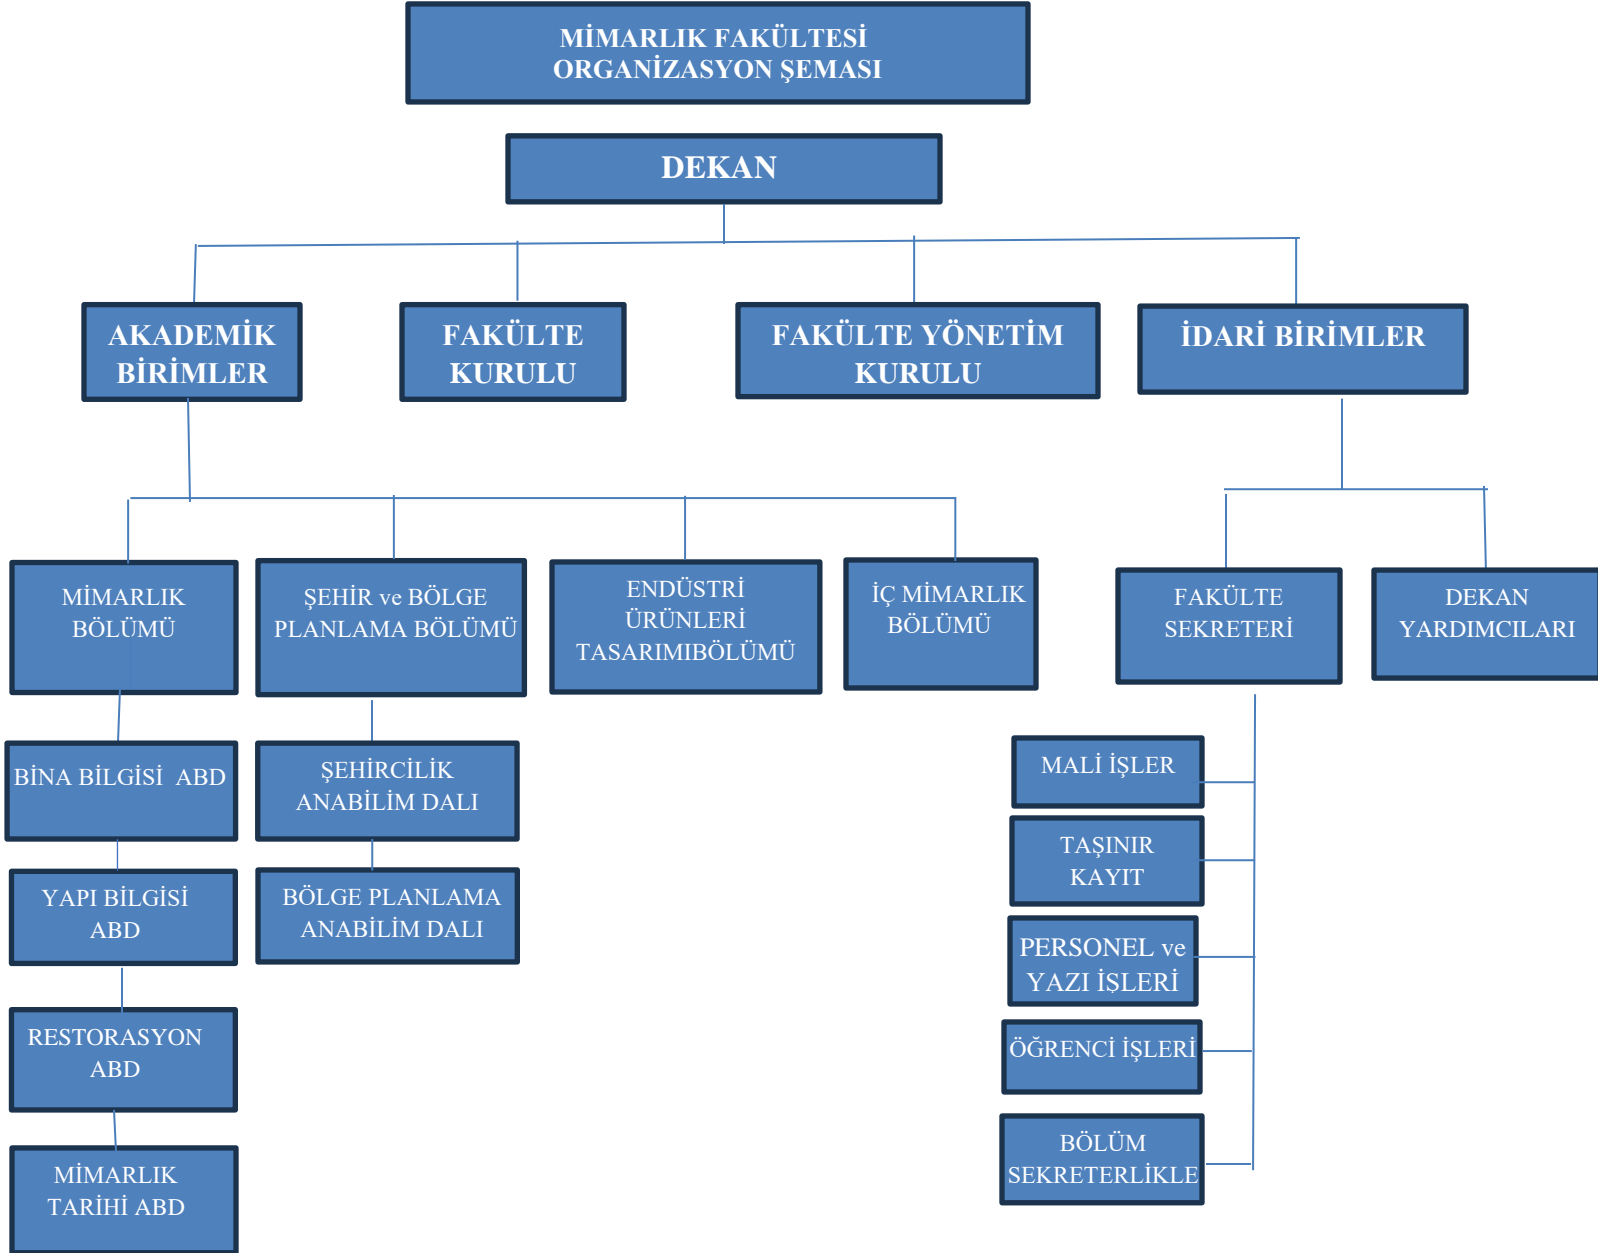 MİMARLIK FAKÜLTESİ
ORGANİZASYON ŞEMASI
DEKAN
AKADEMİK
BİRİMLER
FAKÜLTE
KURULU
FAKÜLTE YÖNETİM
KURULU
İDARİ BİRİMLER
MİMARLIK
BÖLÜMÜ
ŞEHİR ve BÖLGE
PLANLAMA BÖLÜMÜ
ENDÜSTRİ
ÜRÜNLERİ
TASARIMIBÖLÜMÜ
İÇ MİMARLIK
BÖLÜMÜ
FAKÜLTE
SEKRETERİ
DEKAN
YARDIMCILARI
BİNA BİLGİSİ ABD
YAPI BİLGİSİ
ABD
RESTORASYON
ABD
MİMARLIK
TARİHİ ABD
ŞEHİRCİLİK
ANABİLİM DALI
BÖLGE PLANLAMA
ANABİLİM DALI
MALİ İŞLER
TAŞINIR
KAYIT
PERSONEL ve
YAZI İŞLERİ
ÖĞRENCİ İŞLERİ
BÖLÜM
SEKRETERLİKLE